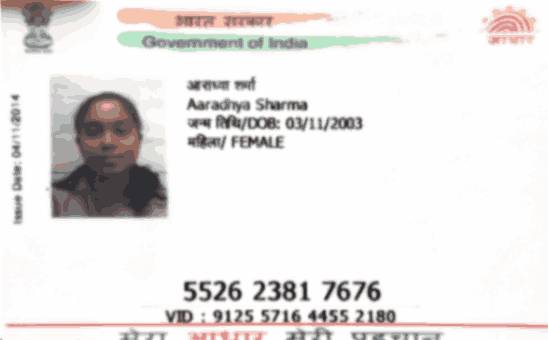 भारत सरकार
Government of India
आधार
Issue Date: 04/11/2014
आराध्या शर्मा
Aaradhya Sharma
जन्म तिथि/DOB: 03/11/2003
महिला/ FEMALE
5526 2381 7676
VID : 9125 5716 4455 2180
मेरा आधार मेरी पहचान